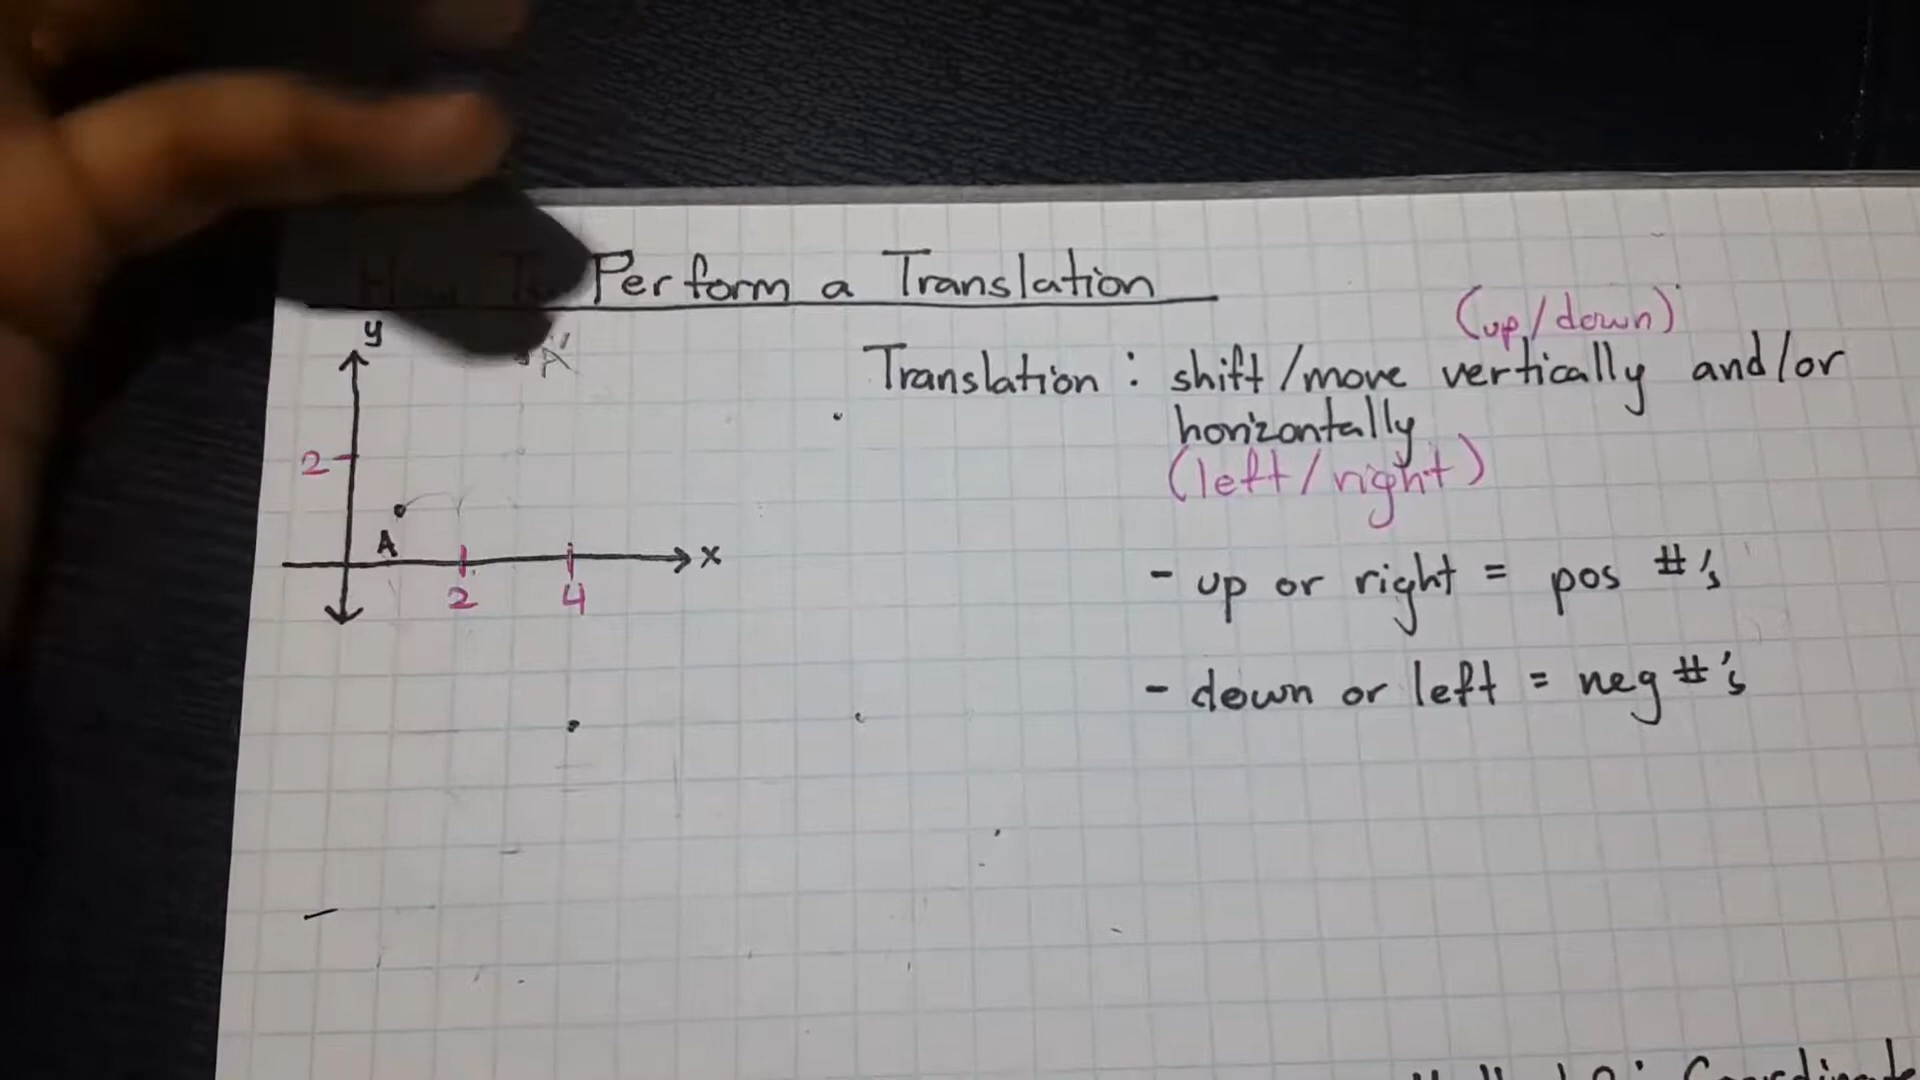 Perform a Translation
y
A'
(up/down)
Translation: shift/move vertically and/or
horizontally
(left/right)
2
A
x
2 4
- up or right = pos #'s
- down or left = neg #'s